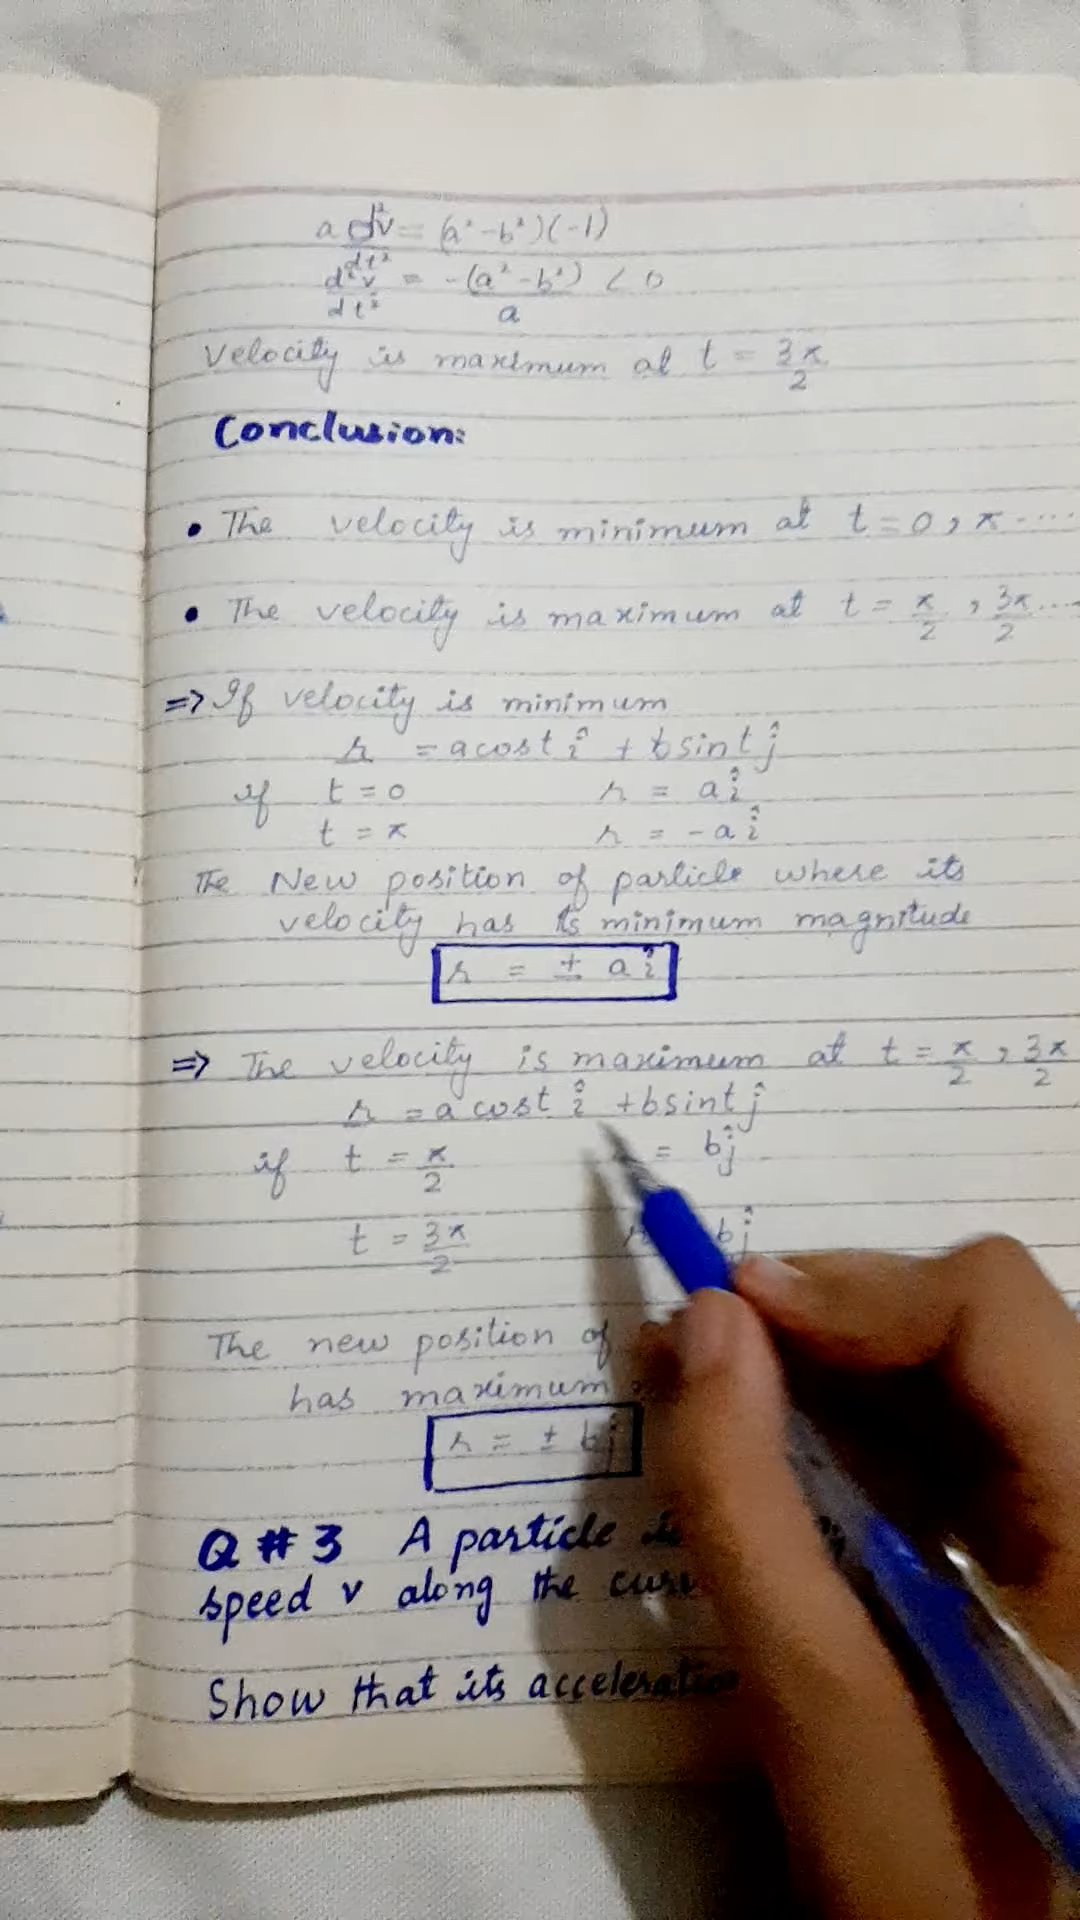 a d²v/dt² = (a² - b²)(-1)
d²v/dt² = -(a² - b²)/a < 0
Velocity is maximum at t = 3π/2
Conclusion:
• The velocity is minimum at t = 0, π ....
• The velocity is maximum at t = π/2, 3π/2 ...
=> If velocity is minimum
r = a cost î + b sint ĵ
if t = 0 r = a î
t = π r = - a î
The New position of particle where its
velocity has its minimum magnitude
r = ± a î
=> The velocity is maximum at t = π/2, 3π/2
r = a cost î + b sint ĵ
if t = π/2 = bĵ
t = 3π/2 r bĵ
The new position of
has maximum
r = ± bĵ
Q # 3 A particle
speed v along the
Show that its acceleration